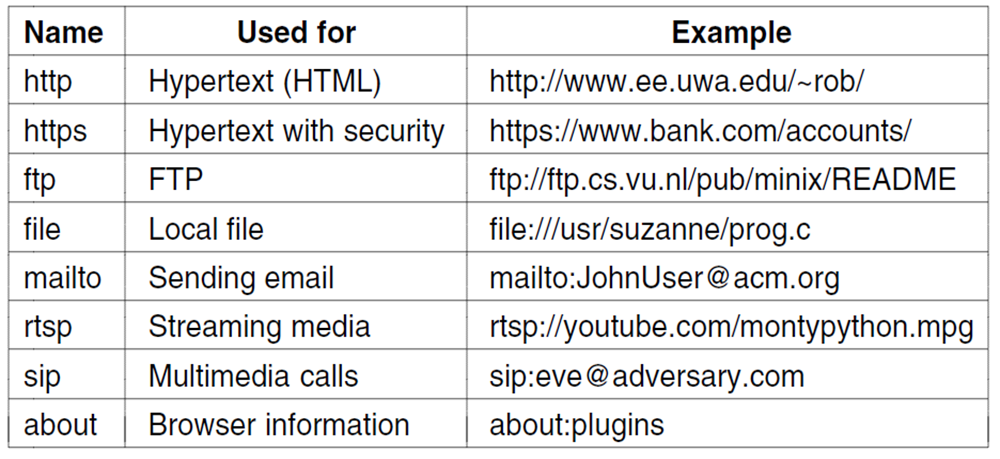 Name Used for Example
http Hypertext (HTML) http://www.ee.uwa.edu/~rob/
https Hypertext with security https://www.bank.com/accounts/
ftp FTP ftp://ftp.cs.vu.nl/pub/minix/README
file Local file file:///usr/suzanne/prog.c
mailto Sending email mailto:JohnUser@acm.org
rtsp Streaming media rtsp://youtube.com/montypython.mpg
sip Multimedia calls sip:eve@adversary.com
about Browser information about:plugins